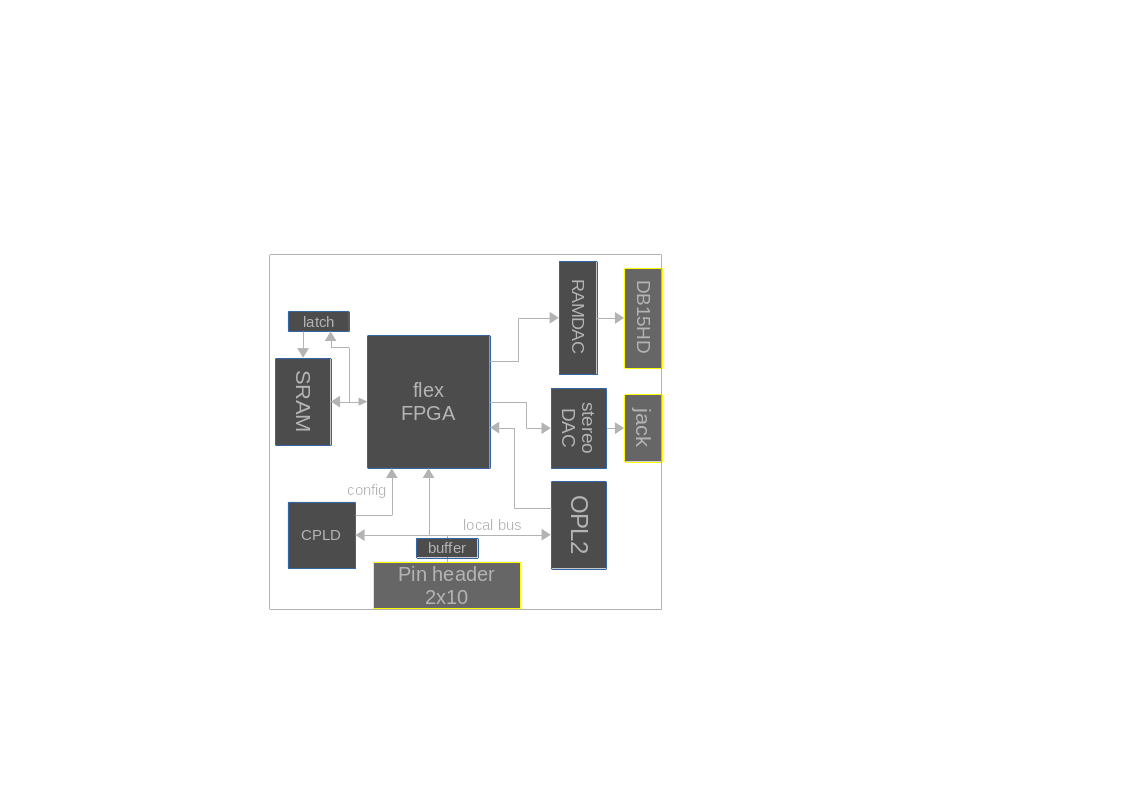 RAMDAC
DB15HD
latch
SRAM
flex
FPGA
stereo
DAC
jack
config
CPLD
local bus
OPL2
buffer
Pin header
2x10